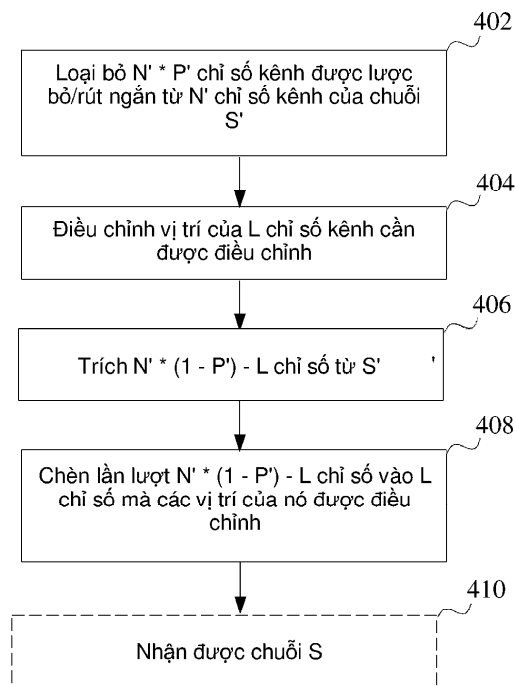 402
Loại bỏ N' * P' chỉ số kênh được lược
bỏ/rút ngắn từ N' chỉ số kênh của chuỗi
S'
404
Điều chỉnh vị trí của L chỉ số kênh cần
được điều chỉnh
406
Trích N' * (1 - P') - L chỉ số từ S' '
408
Chèn lần lượt N' * (1 - P') - L chỉ số vào L
chỉ số mà các vị trí của nó được điều
chỉnh
410
Nhận được chuỗi S